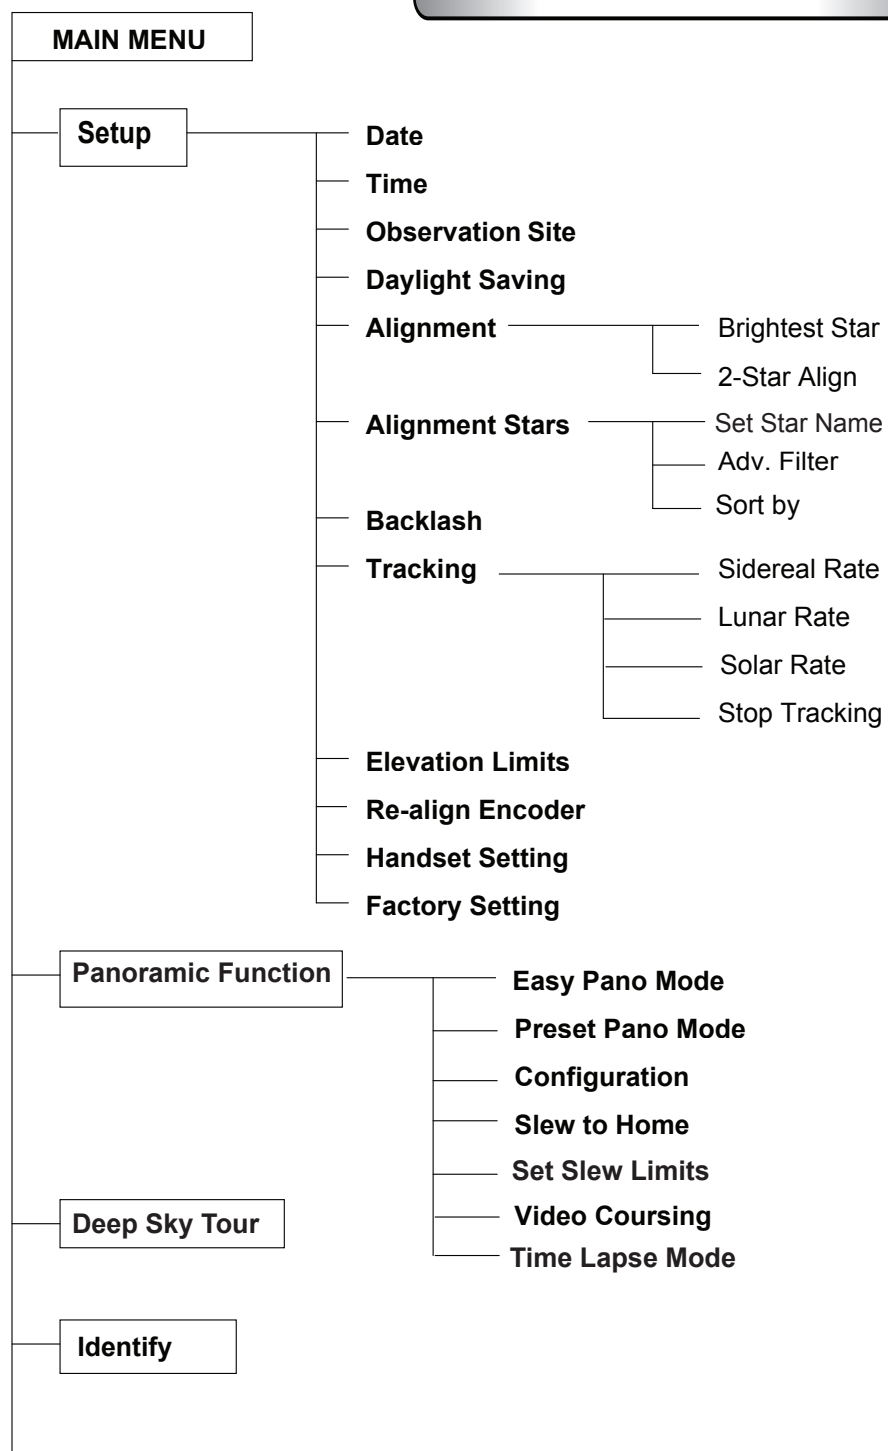 MAIN MENU
Setup
Date
Time
Observation Site
Daylight Saving
Alignment
Brightest Star
2-Star Align
Alignment Stars
Set Star Name
Adv. Filter
Sort by
Backlash
Tracking
Sidereal Rate
Lunar Rate
Solar Rate
Stop Tracking
Elevation Limits
Re-align Encoder
Handset Setting
Factory Setting
Panoramic Function
Easy Pano Mode
Preset Pano Mode
Configuration
Slew to Home
Set Slew Limits
Video Coursing
Time Lapse Mode
Deep Sky Tour
Identify